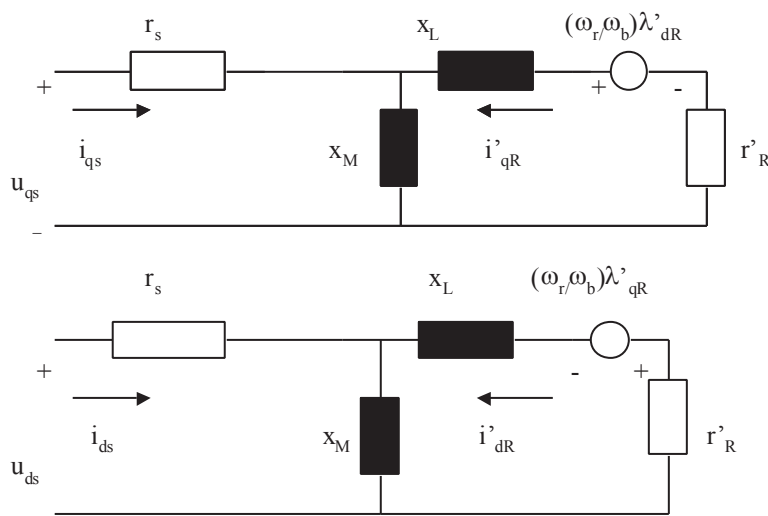 r_s
x_L
(ω_r/ω_b)λ'_dR
+
+
-
i_qs
x_M
i'_qR
r'_R
u_qs
-
r_s
x_L
(ω_r/ω_b)λ'_qR
+
-
+
i_ds
x_M
i'_dR
r'_R
u_ds